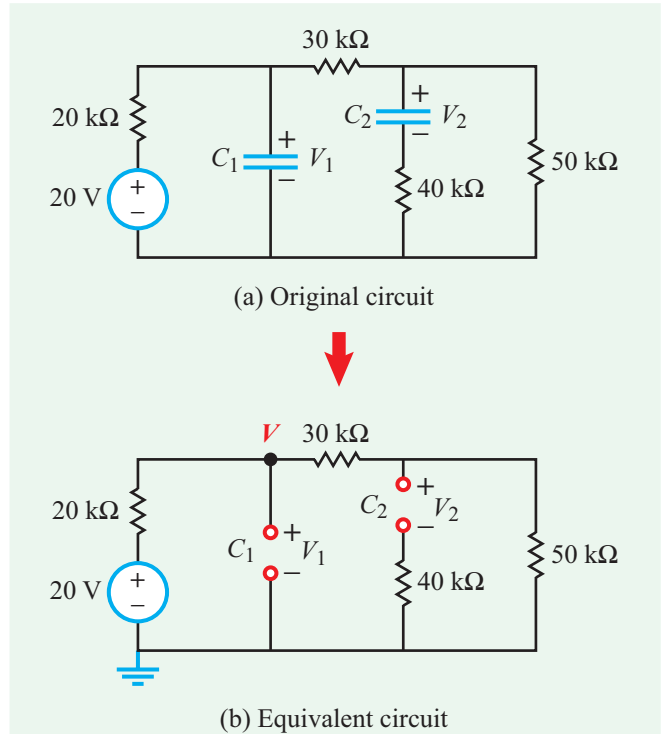 30 kΩ
20 kΩ
+
C2 V2
−
+
C1 V1
−
50 kΩ
40 kΩ
20 V
+
−
(a) Original circuit
V
30 kΩ
20 kΩ
+
C2 V2
−
+
C1 V1
−
50 kΩ
40 kΩ
20 V
+
−
(b) Equivalent circuit